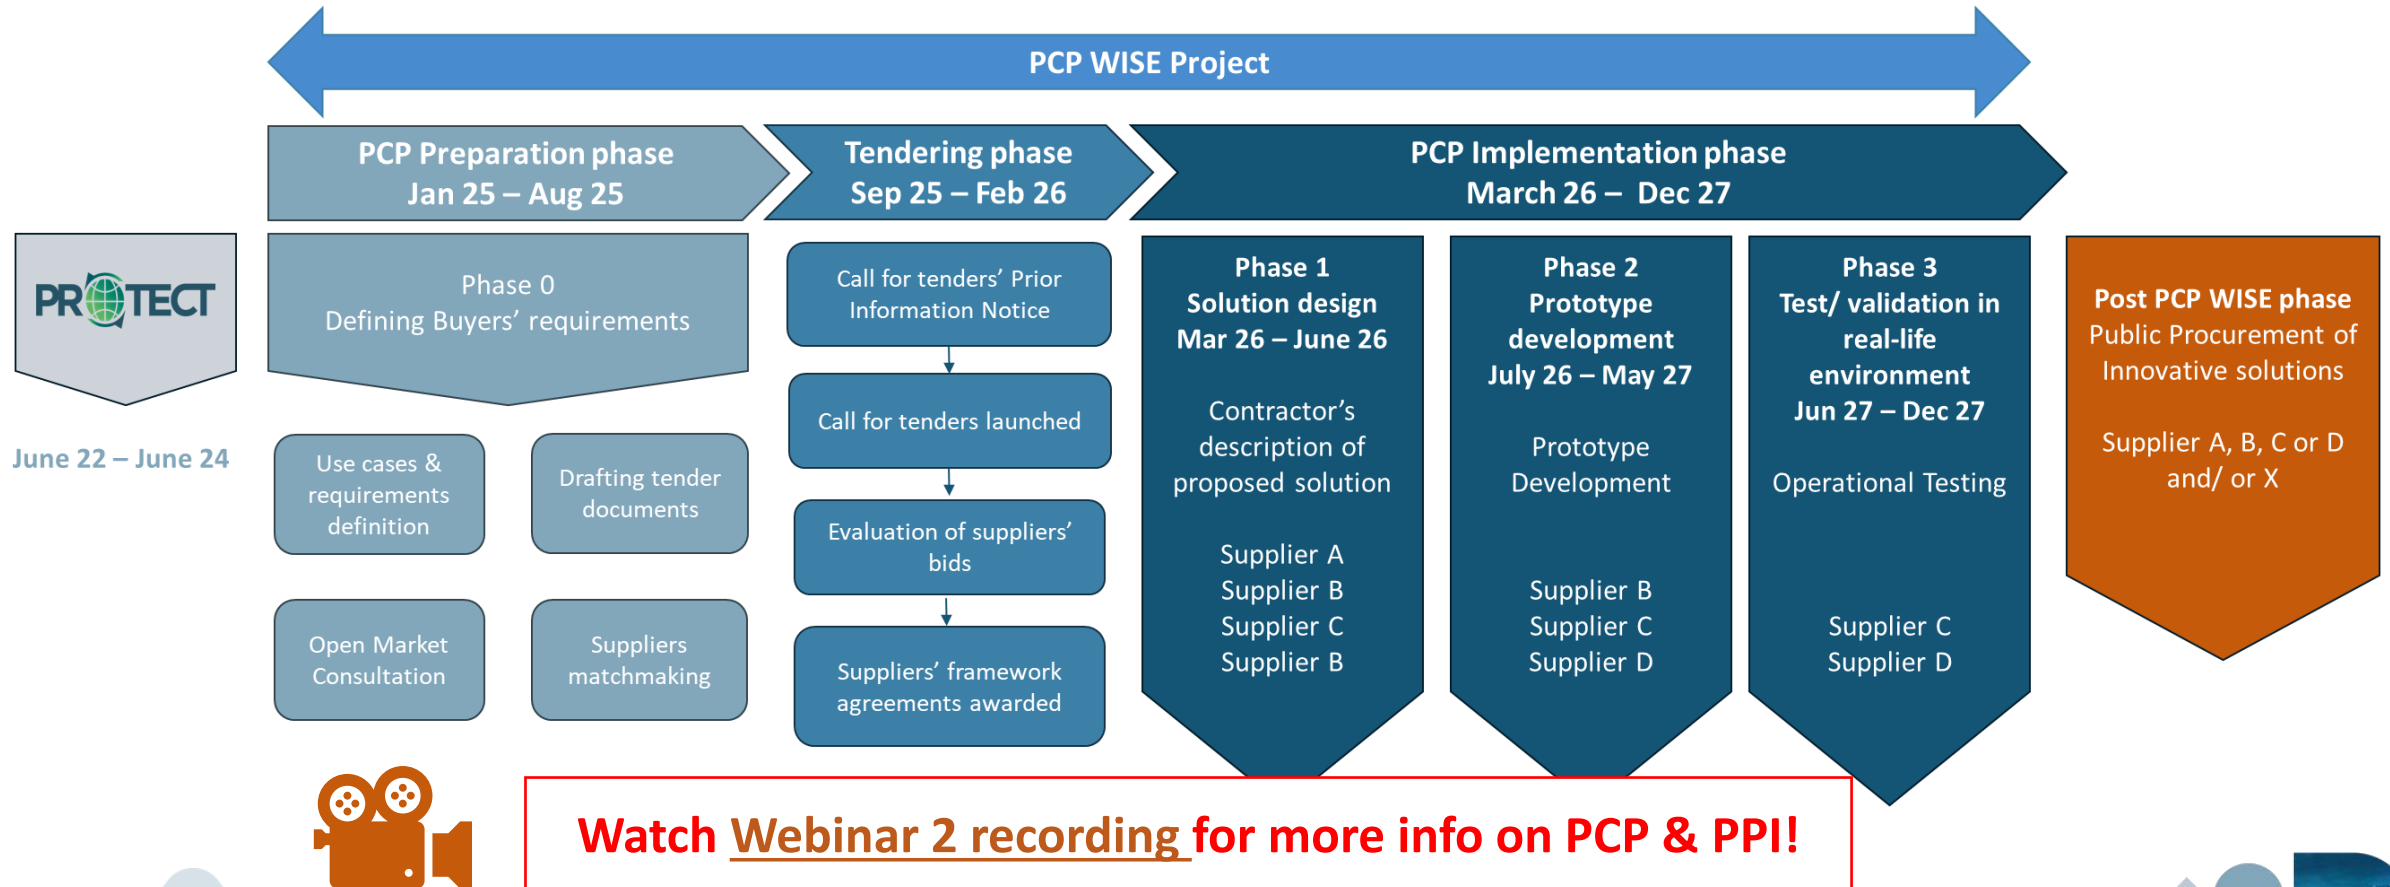 PCP WISE Project
PCP Preparation phase
Jan 25 – Aug 25
Tendering phase
Sep 25 – Feb 26
PCP Implementation phase
March 26 – Dec 27
PROTECT
June 22 – June 24
Phase 0
Defining Buyers’ requirements
Use cases &
requirements
definition
Drafting tender
documents
Open Market
Consultation
Suppliers
matchmaking
Call for tenders’ Prior
Information Notice
Call for tenders launched
Evaluation of suppliers’
bids
Suppliers’ framework
agreements awarded
Phase 1
Solution design
Mar 26 – June 26
Contractor’s
description of
proposed solution
Supplier A
Supplier B
Supplier C
Supplier B
Phase 2
Prototype
development
July 26 – May 27
Prototype
Development
Supplier B
Supplier C
Supplier D
Phase 3
Test/ validation in
real-life
environment
Jun 27 – Dec 27
Operational Testing
Supplier C
Supplier D
Post PCP WISE phase
Public Procurement of
Innovative solutions
Supplier A, B, C or D
and/ or X
Watch Webinar 2 recording for more info on PCP & PPI!